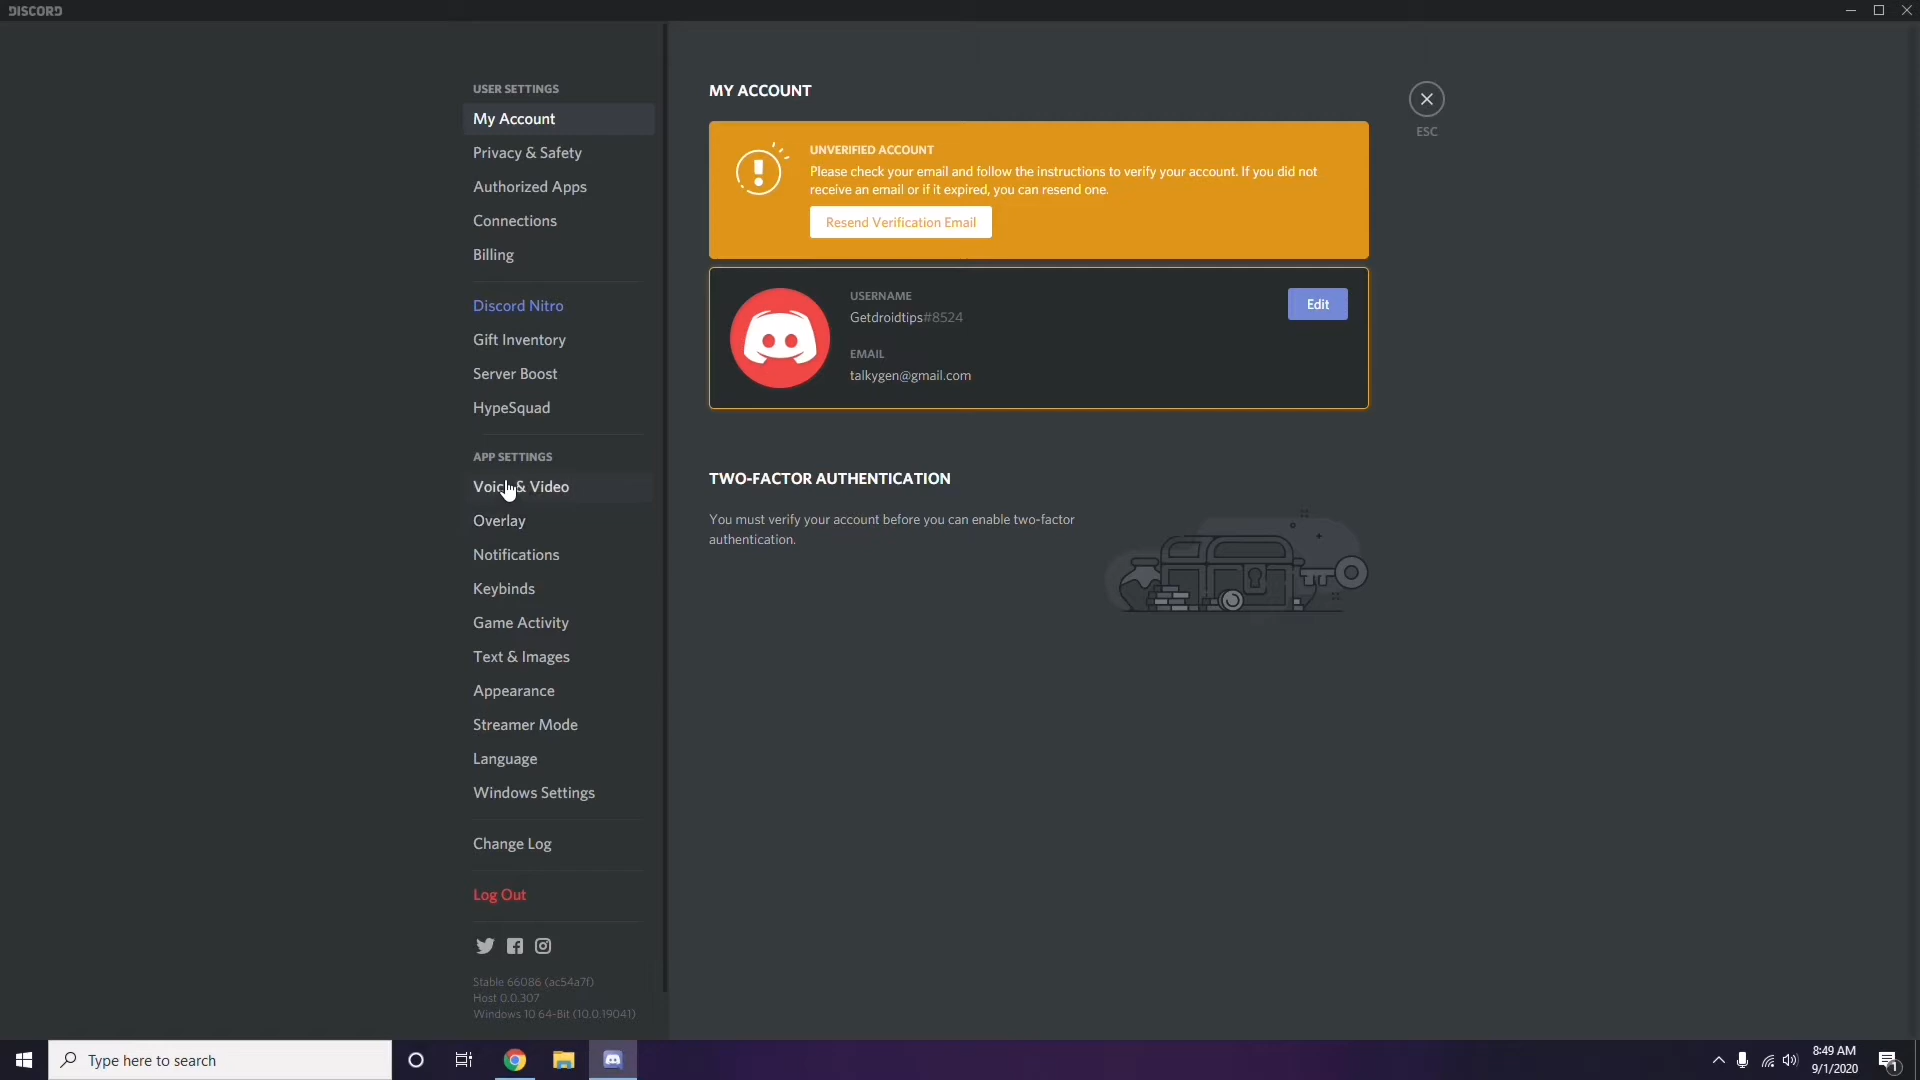 DISCORD
USER SETTINGS
My Account
Privacy & Safety
Authorized Apps
Connections
Billing
Discord Nitro
Gift Inventory
Server Boost
HypeSquad
APP SETTINGS
Voice & Video
Overlay
Notifications
Keybinds
Game Activity
Text & Images
Appearance
Streamer Mode
Language
Windows Settings
Change Log
Log Out
Stable 66086 (ac54a7f)
Host 0.0.307
Windows 10 64-Bit (10.0.19041)
MY ACCOUNT
ESC
UNVERIFIED ACCOUNT
Please check your email and follow the instructions to verify your account. If you did not
receive an email or if it expired, you can resend one.
Resend Verification Email
USERNAME
Getdroidtips#8524
Edit
EMAIL
talkygen@gmail.com
TWO-FACTOR AUTHENTICATION
You must verify your account before you can enable two-factor
authentication.
Type here to search
8:49 AM
9/1/2020
1